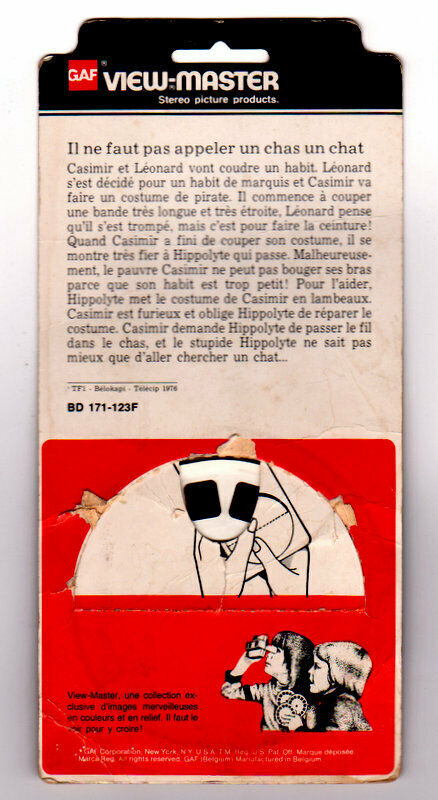 GAF ® VIEW-MASTER
Stereo picture products.
Il ne faut pas appeler un chas un chat
Casimir et Léonard vont coudre un habit. Léonard
s'est décidé pour un habit de marquis et Casimir va
faire un costume de pirate. Il commence à couper
une bande très longue et très étroite, Léonard pense
qu'il s'est trompé, mais c'est pour faire la ceinture!
Quand Casimir a fini de couper son costume, il se
montre très fier à Hippolyte qui passe. Malheureuse-
ment, le pauvre Casimir ne peut pas bouger ses bras
parce que son habit est trop petit! Pour l'aider,
Hippolyte met le costume de Casimir en lambeaux.
Casimir est furieux et oblige Hippolyte de réparer le
costume. Casimir demande Hippolyte de passer le fil
dans le chas, et le stupide Hippolyte ne sait pas
mieux que d'aller chercher un chat...
TF1 - Bélokapi - Télécip 1976
BD 171-123F
View-Master, une collection ex-
clusive d'images merveilleuses
en couleurs et en relief. Il faut le
voir pour y croire!
GAF Corporation, New York, N.Y. U.S.A. T.M. Reg. U.S. Pat. Off. Marque déposée.
Marca Reg. All rights reserved. GAF (Belgium) Manufactured in Belgium